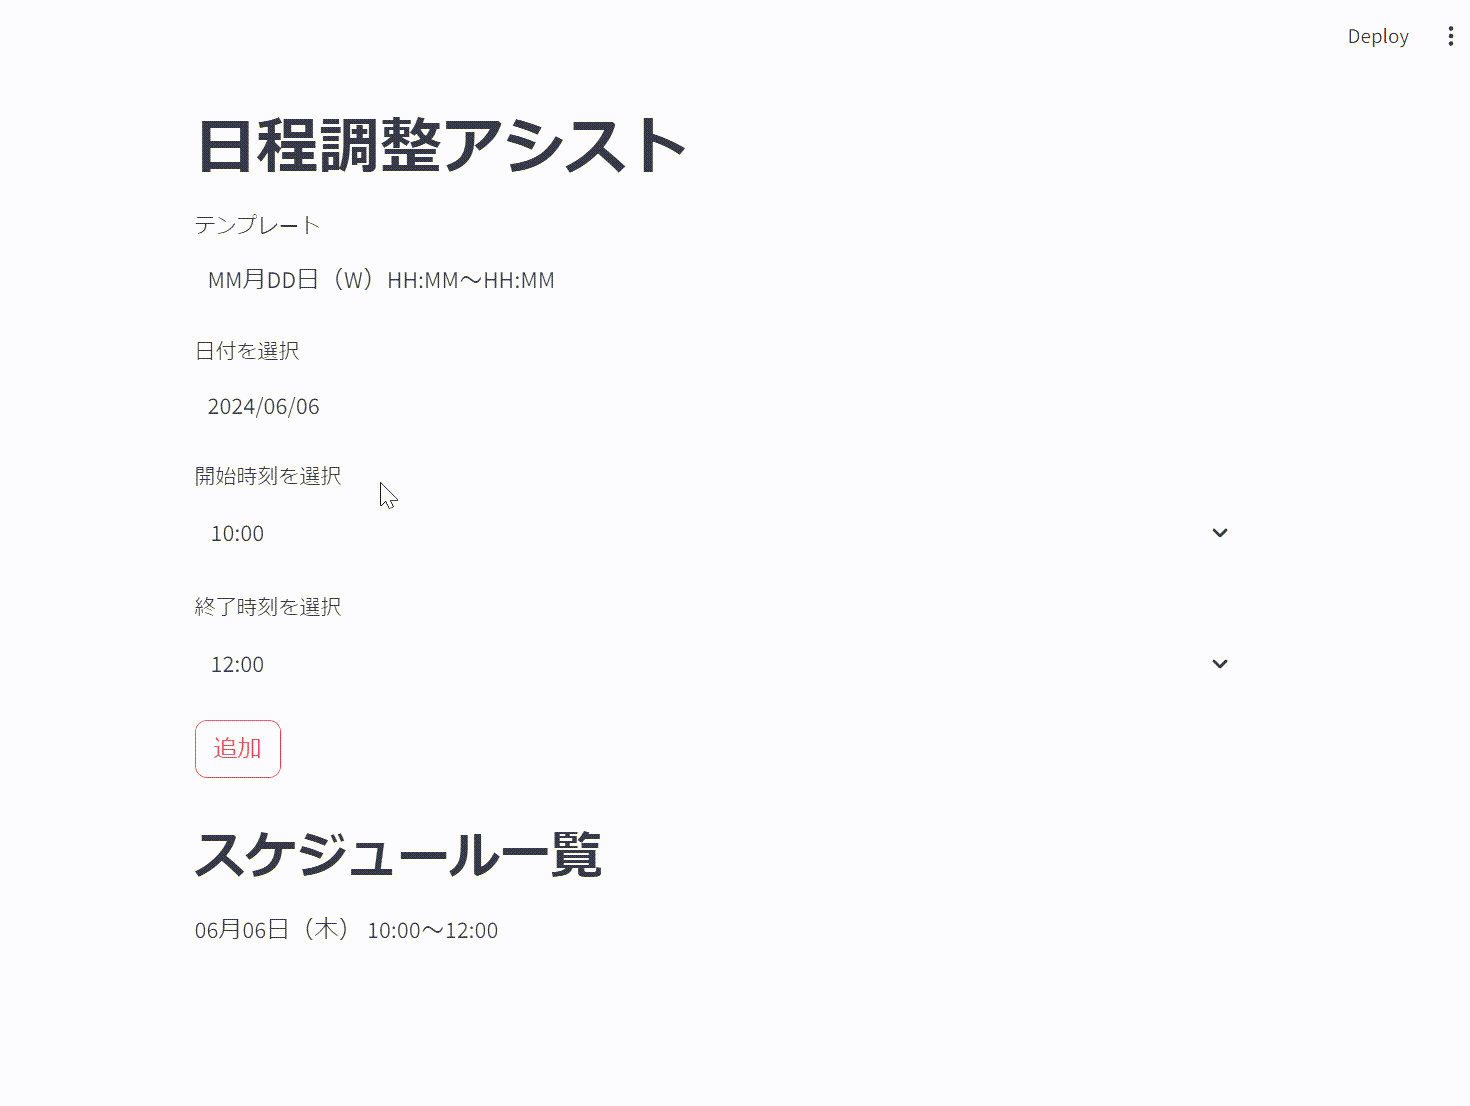 Deploy
日程調整アシスト
テンプレート
MM月DD日（W）HH:MM～HH:MM
日付を選択
2024/06/06
開始時刻を選択
10:00
終了時刻を選択
12:00
追加
スケジュール一覧
06月06日（木） 10:00～12:00